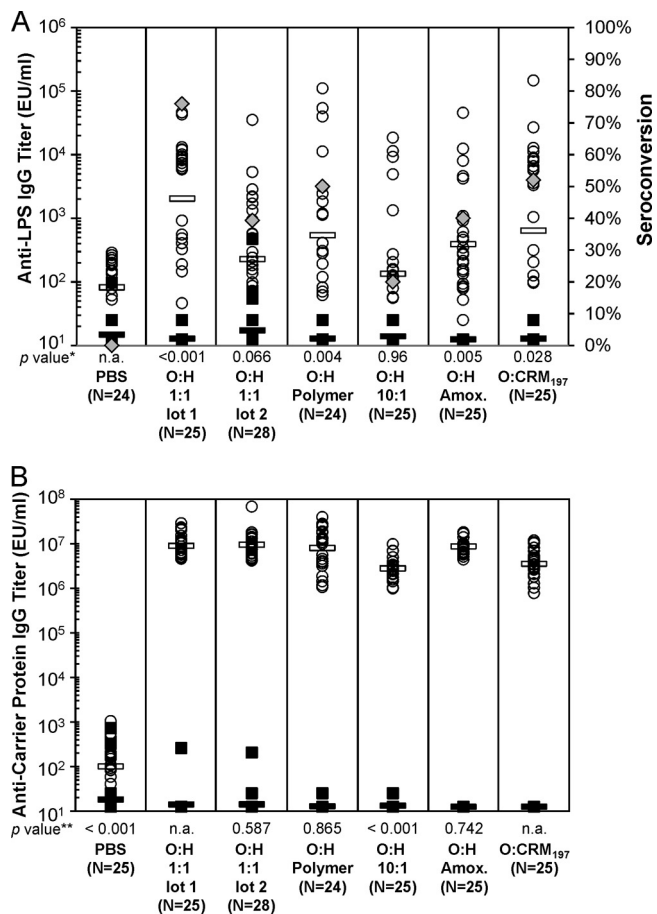 A
Anti-LPS IgG Titer (EU/ml)
10^6
10^5
10^4
10^3
10^2
10^1
100%
90%
80%
70%
60%
50%
40%
30%
20%
10%
0%
Seroconversion
p value* n.a. <0.001 0.066 0.004 0.96 0.005 0.028
PBS O:H O:H O:H O:H O:H O:CRM197
(N=24) 1:1 1:1 Polymer 10:1 Amox. (N=25)
lot 1 lot 2 (N=24) (N=25) (N=25)
(N=25) (N=28)
B
Anti-Carrier Protein IgG Titer (EU/ml)
10^8
10^7
10^6
10^5
10^4
10^3
10^2
10^1
p value** < 0.001 n.a. 0.587 0.865 < 0.001 0.742 n.a.
PBS O:H O:H O:H O:H O:H O:CRM197
(N=25) 1:1 1:1 Polymer 10:1 Amox. (N=25)
lot 1 lot 2 (N=24) (N=25) (N=25)
(N=25) (N=28)